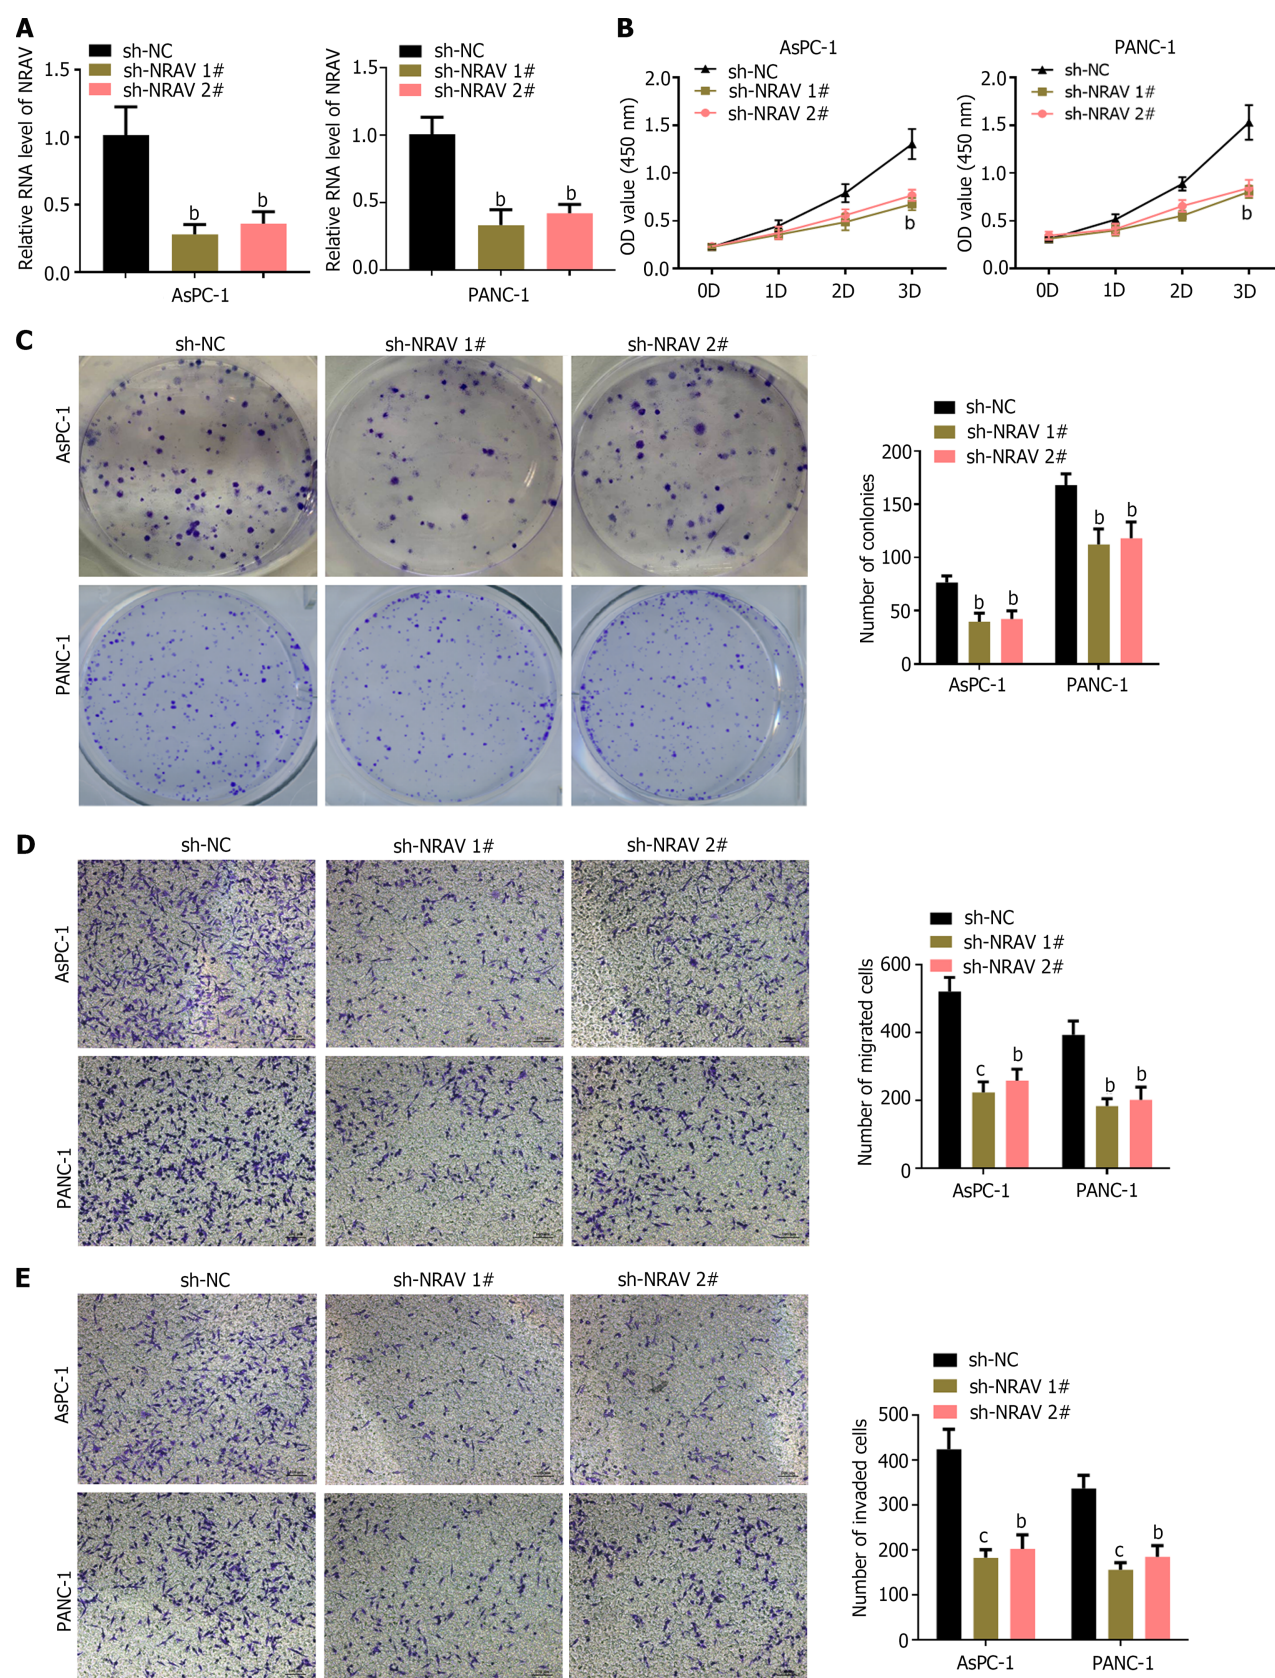 A
sh-NC
sh-NRAV 1#
sh-NRAV 2#
Relative RNA level of NRAV
1.5
1.0
0.5
0.0
b
b
AsPC-1
sh-NC
sh-NRAV 1#
sh-NRAV 2#
Relative RNA level of NRAV
1.5
1.0
0.5
0.0
b
b
PANC-1
B
AsPC-1
sh-NC
sh-NRAV 1#
sh-NRAV 2#
OD value (450 nm)
2.0
1.5
1.0
0.5
0.0
b
0D 1D 2D 3D
PANC-1
sh-NC
sh-NRAV 1#
sh-NRAV 2#
OD value (450 nm)
2.0
1.5
1.0
0.5
0.0
b
0D 1D 2D 3D
C
sh-NC sh-NRAV 1# sh-NRAV 2#
AsPC-1
PANC-1
sh-NC
sh-NRAV 1#
sh-NRAV 2#
Number of colonies
200
150
100
50
0
b b b b
AsPC-1 PANC-1
D
sh-NC sh-NRAV 1# sh-NRAV 2#
AsPC-1
PANC-1
sh-NC
sh-NRAV 1#
sh-NRAV 2#
Number of migrated cells
600
400
200
0
c b b b
AsPC-1 PANC-1
E
sh-NC sh-NRAV 1# sh-NRAV 2#
AsPC-1
PANC-1
sh-NC
sh-NRAV 1#
sh-NRAV 2#
Number of invaded cells
500
400
300
200
100
0
c b c b
AsPC-1 PANC-1